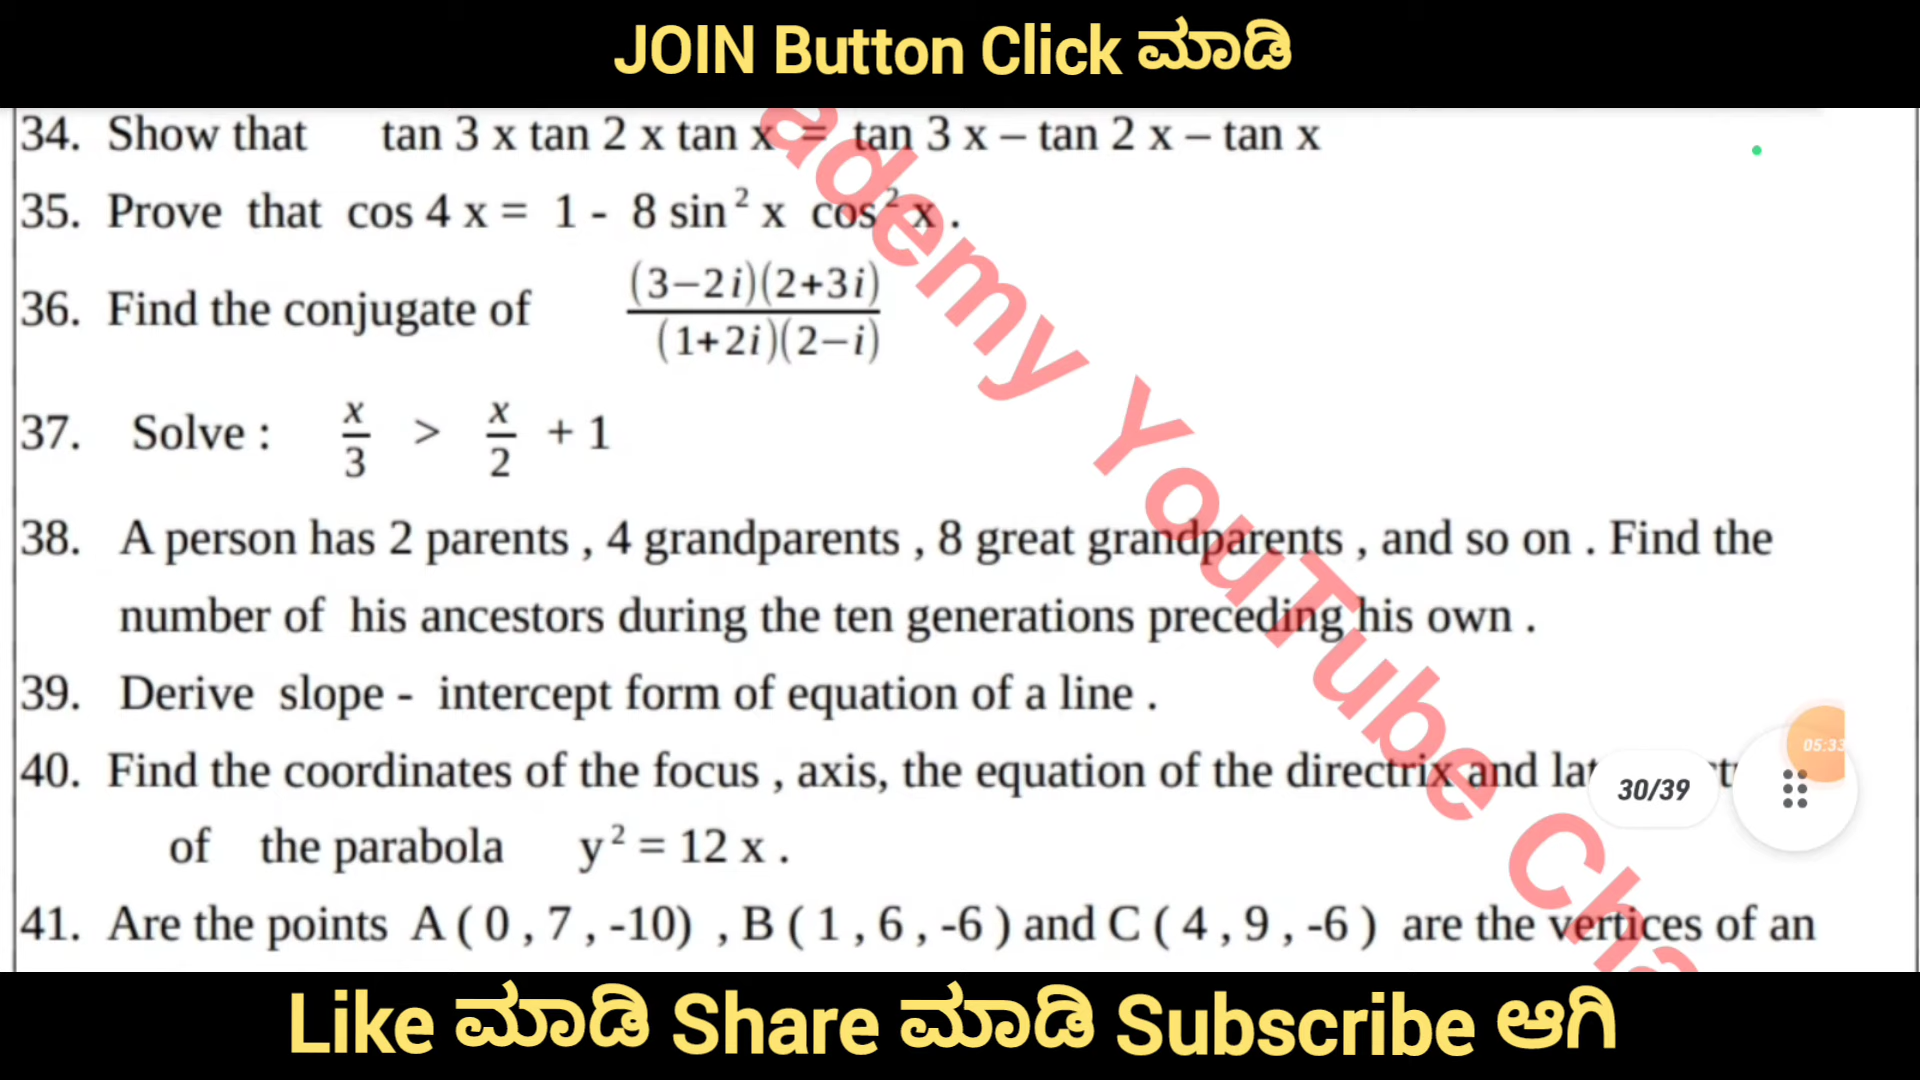 JOIN Button Click ಮಾಡಿ
34. Show that tan 3 x tan 2 x tan x = tan 3 x – tan 2 x – tan x
35. Prove that cos 4 x = 1 - 8 sin² x cos² x .
36. Find the conjugate of (3−2i)(2+3i) / (1+2i)(2−i)
37. Solve : x/3 > x/2 + 1
38. A person has 2 parents , 4 grandparents , 8 great grandparents , and so on . Find the
number of his ancestors during the ten generations preceding his own .
39. Derive slope - intercept form of equation of a line .
40. Find the coordinates of the focus , axis, the equation of the directrix and
of the parabola y² = 12 x .
41. Are the points A ( 0 , 7 , -10) , B ( 1 , 6 , -6 ) and C ( 4 , 9 , -6 ) are the vertices of an
ademy YouTube Cha
05:33
30/39
Like ಮಾಡಿ Share ಮಾಡಿ Subscribe ಆಗಿ